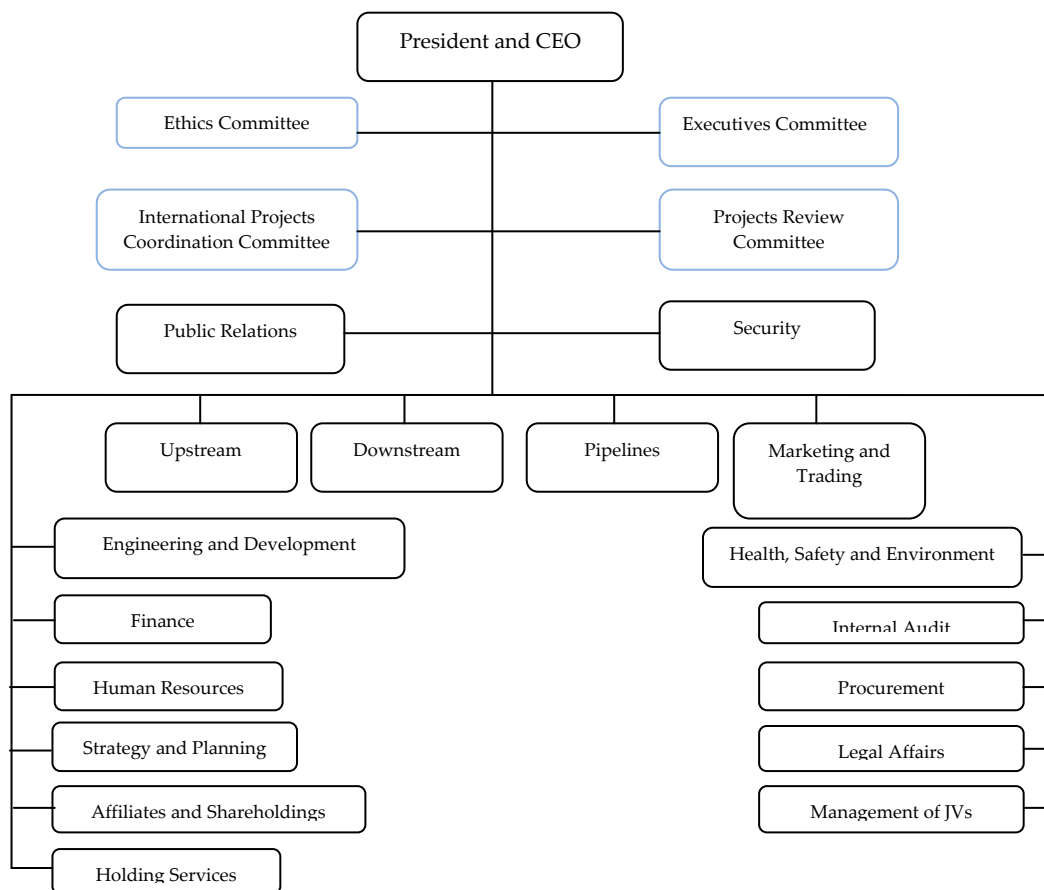 President and CEO
Ethics Committee
Executives Committee
International Projects
Coordination Committee
Projects Review
Committee
Public Relations
Security
Upstream
Downstream
Pipelines
Marketing and
Trading
Engineering and Development
Health, Safety and Environment
Finance
Internal Audit
Human Resources
Procurement
Strategy and Planning
Legal Affairs
Affiliates and Shareholdings
Management of JVs
Holding Services